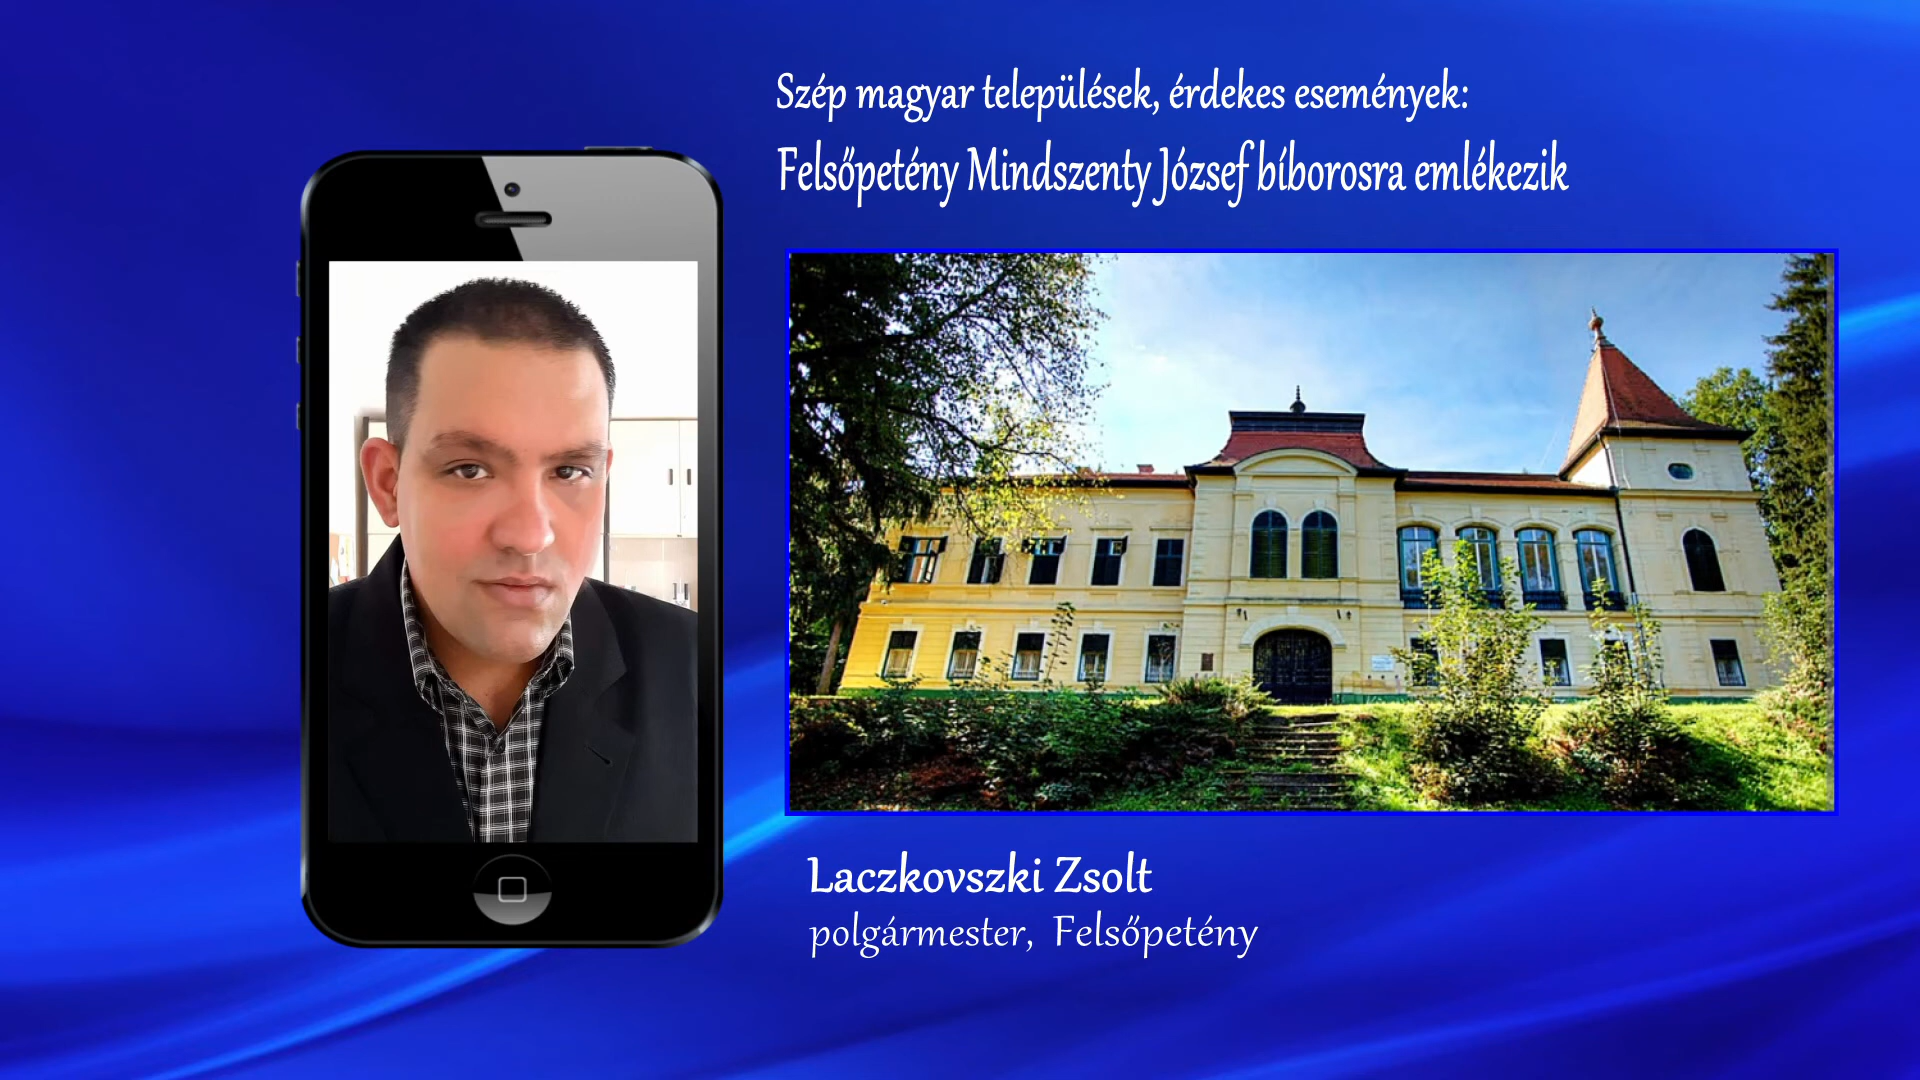 Szép magyar települések, érdekes események:
Felsőpetény Mindszenty József bíborosra emlékezik
Laczkovszki Zsolt
polgármester, Felsőpetény